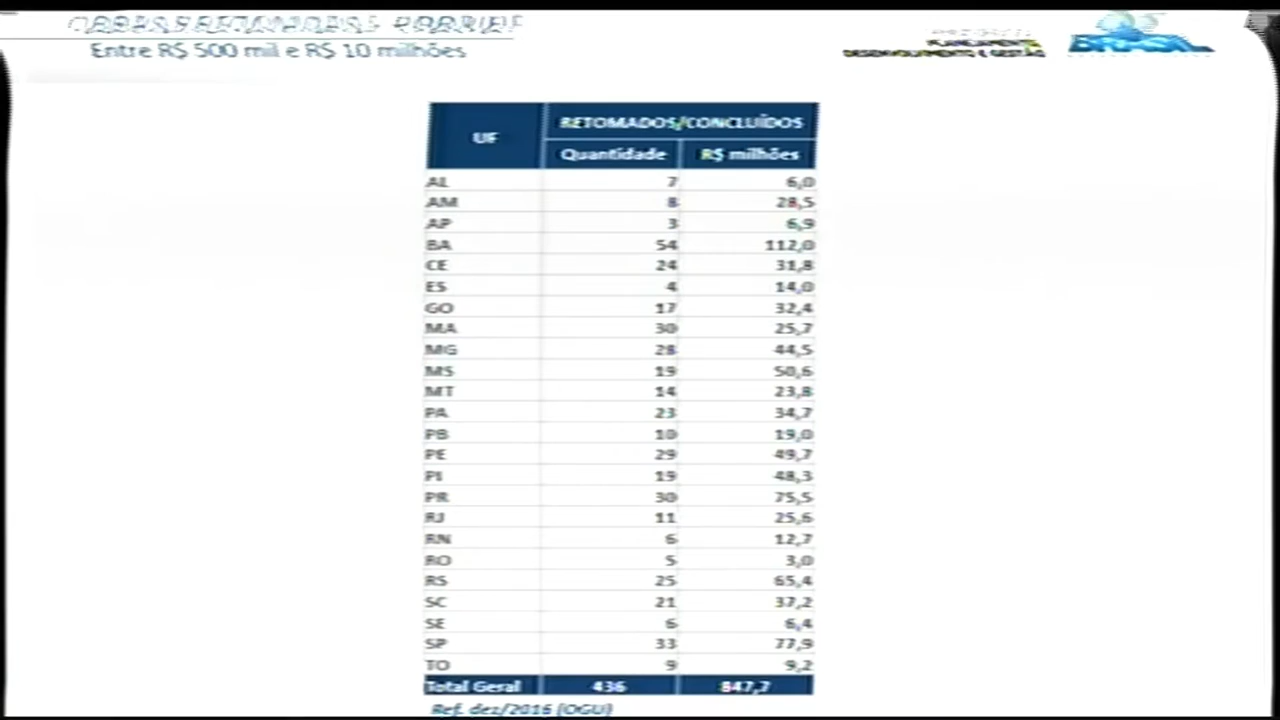 Entre R$ 500 mil e R$ 10 milhões
PLANEJAMENTO,
DESENVOLVIMENTO E GESTÃO
BRASIL
UF RETOMADOS/CONCLUÍDOS
Quantidade R$ milhões
AL 7 6,0
AM 8 28,5
AP 3 6,9
BA 54 112,0
CE 24 31,8
ES 4 14,0
GO 17 32,4
MA 30 25,7
MG 28 44,5
MS 19 50,6
MT 14 23,8
PA 23 34,7
PB 10 19,0
PE 29 49,7
PI 19 48,3
PR 30 75,5
RJ 11 25,6
RN 6 12,7
RO 5 3,0
RS 25 65,4
SC 21 37,2
SE 6 6,4
SP 33 77,9
TO 9 9,2
Total Geral 436 847,7
Ref. dez/2016 (OGU)